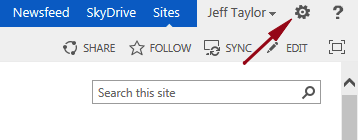 Newsfeed SkyDrive Sites Jeff Taylor ?
SHARE FOLLOW SYNC EDIT
Search this site